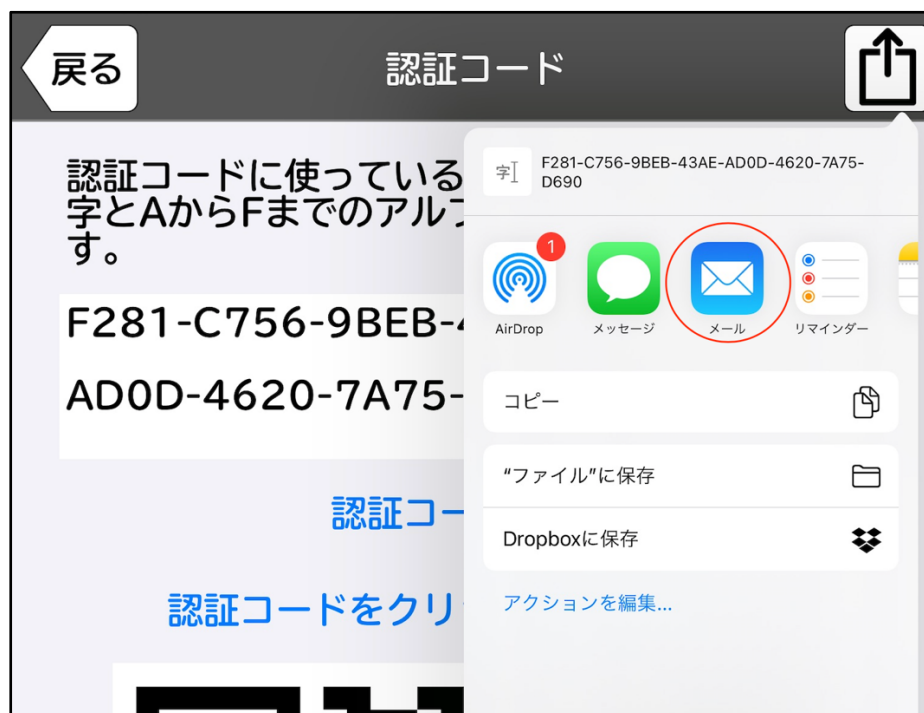 戻る
認証コード
認証コードに使っている
字とAからFまでのアルフ
す。
F281-C756-9BEB-4
AD0D-4620-7A75-
認証コー
認証コードをクリ
字
F281-C756-9BEB-43AE-AD0D-4620-7A75-
D690
1
AirDrop
メッセージ
メール
リマインダー
コピー
“ファイル”に保存
Dropboxに保存
アクションを編集...